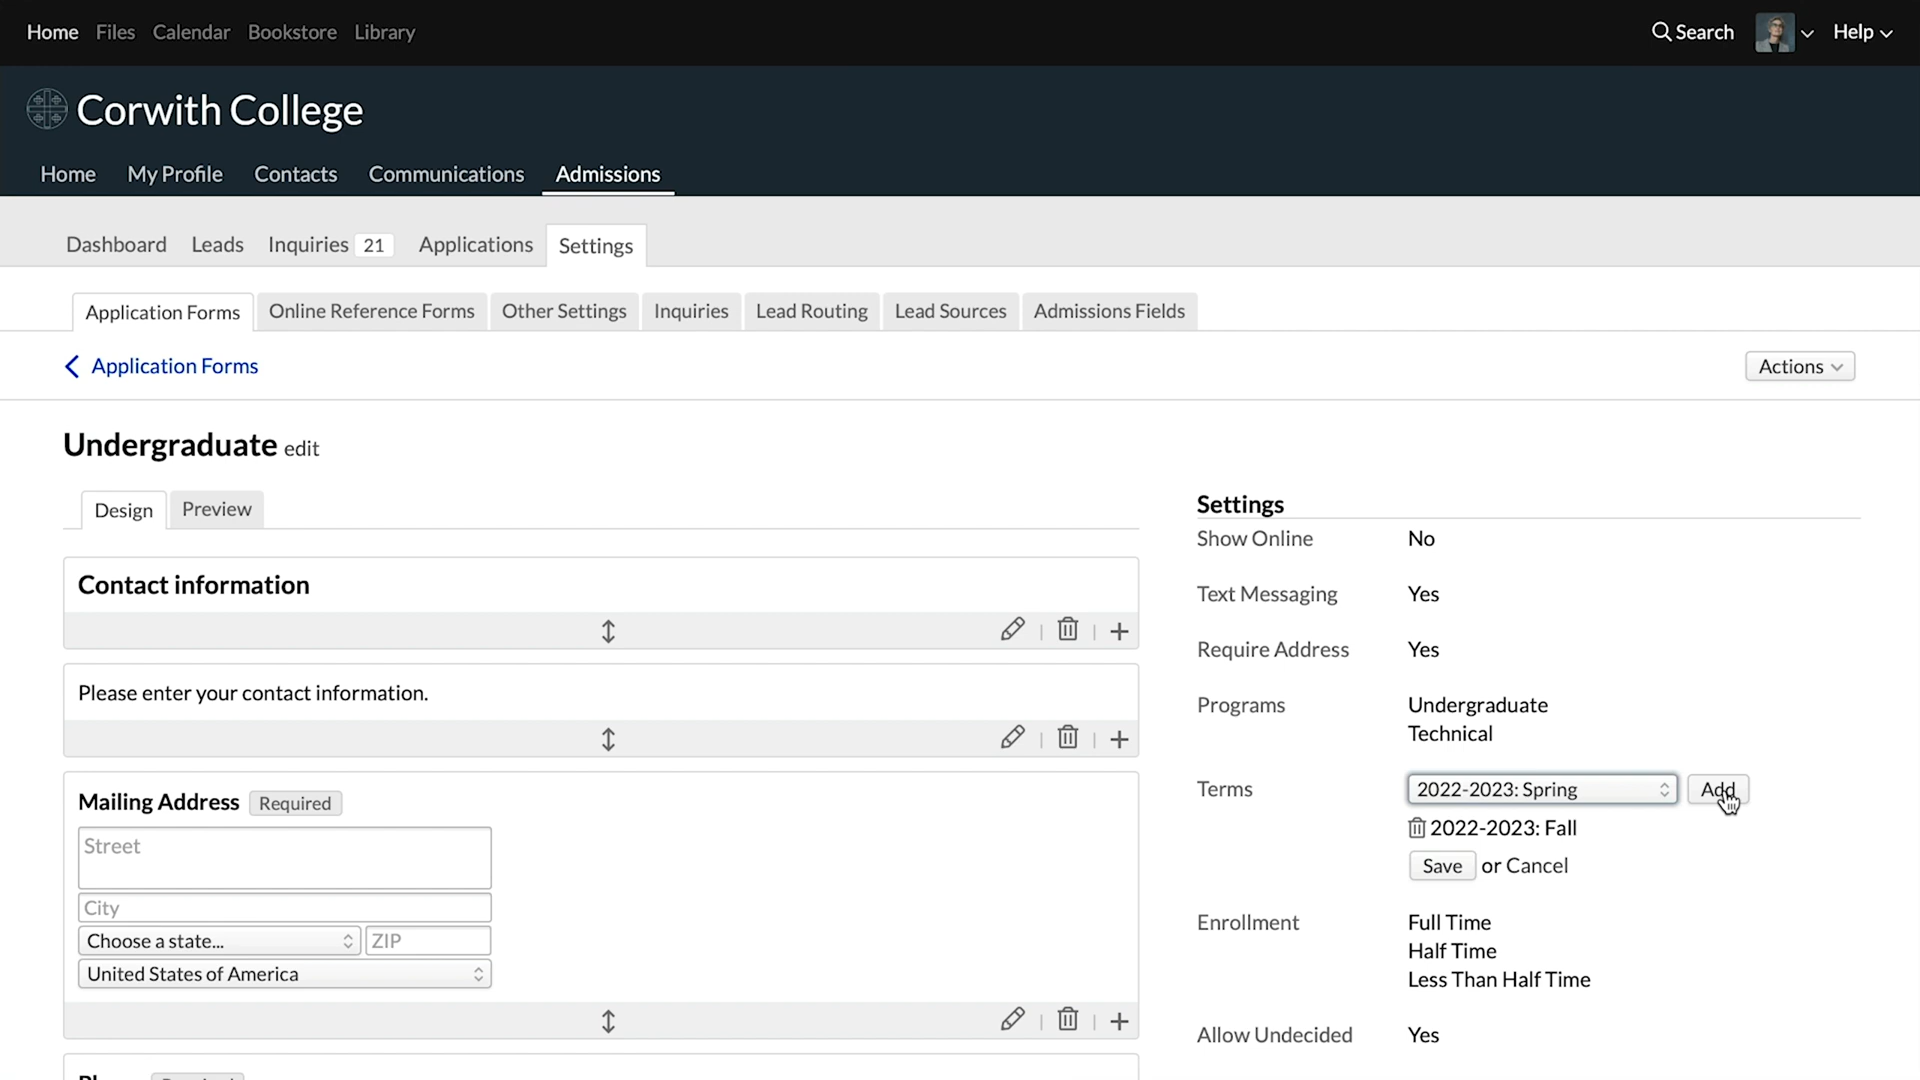 Home Files Calendar Bookstore Library Search Help
Corwith College
Home My Profile Contacts Communications Admissions
Dashboard Leads Inquiries 21 Applications Settings
Application Forms Online Reference Forms Other Settings Inquiries Lead Routing Lead Sources Admissions Fields
Application Forms Actions
Undergraduate edit
Design Preview
Contact information
Please enter your contact information.
Mailing Address Required
Street
City
Choose a state... ZIP
United States of America
Settings
Show Online No
Text Messaging Yes
Require Address Yes
Programs Undergraduate
Technical
Terms 2022-2023: Spring Add
2022-2023: Fall
Save or Cancel
Enrollment Full Time
Half Time
Less Than Half Time
Allow Undecided Yes